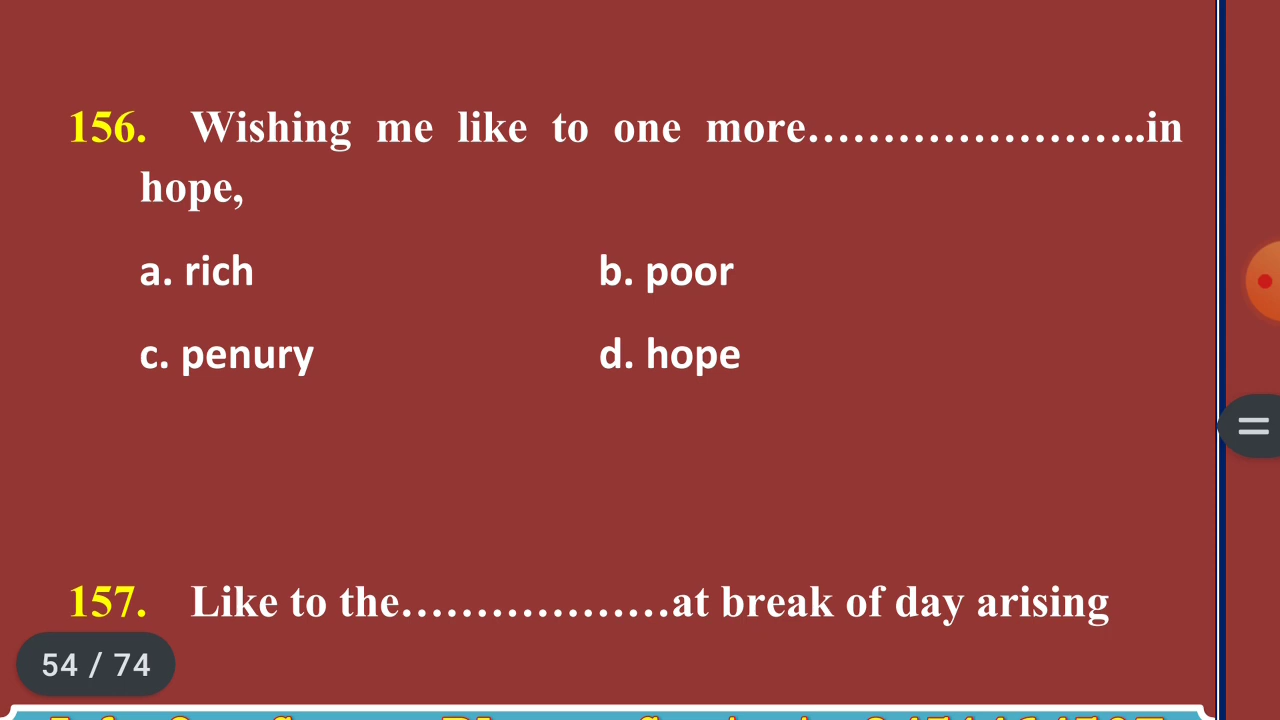 156. Wishing me like to one more…………………..in
hope,
a. rich b. poor
c. penury d. hope
157. Like to the………………at break of day arising
54 / 74